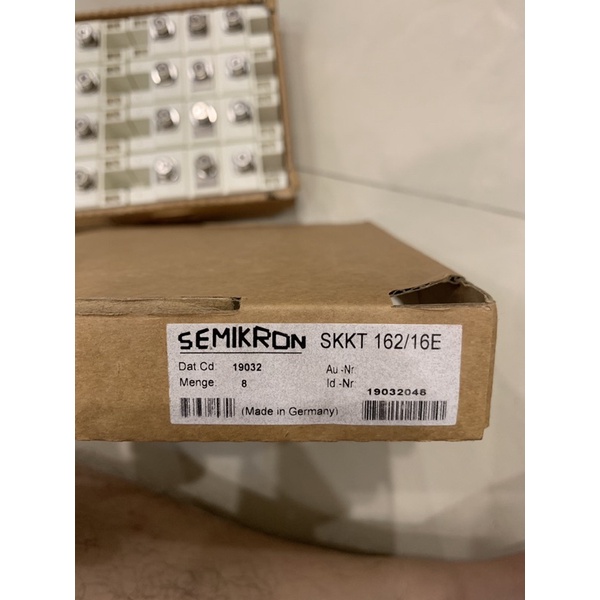 SEMIKRON SKKT 162/16E
Dat Cd 19032 Au -Nr
Menge 8 Id -Nr 19032048
(Made in Germany)